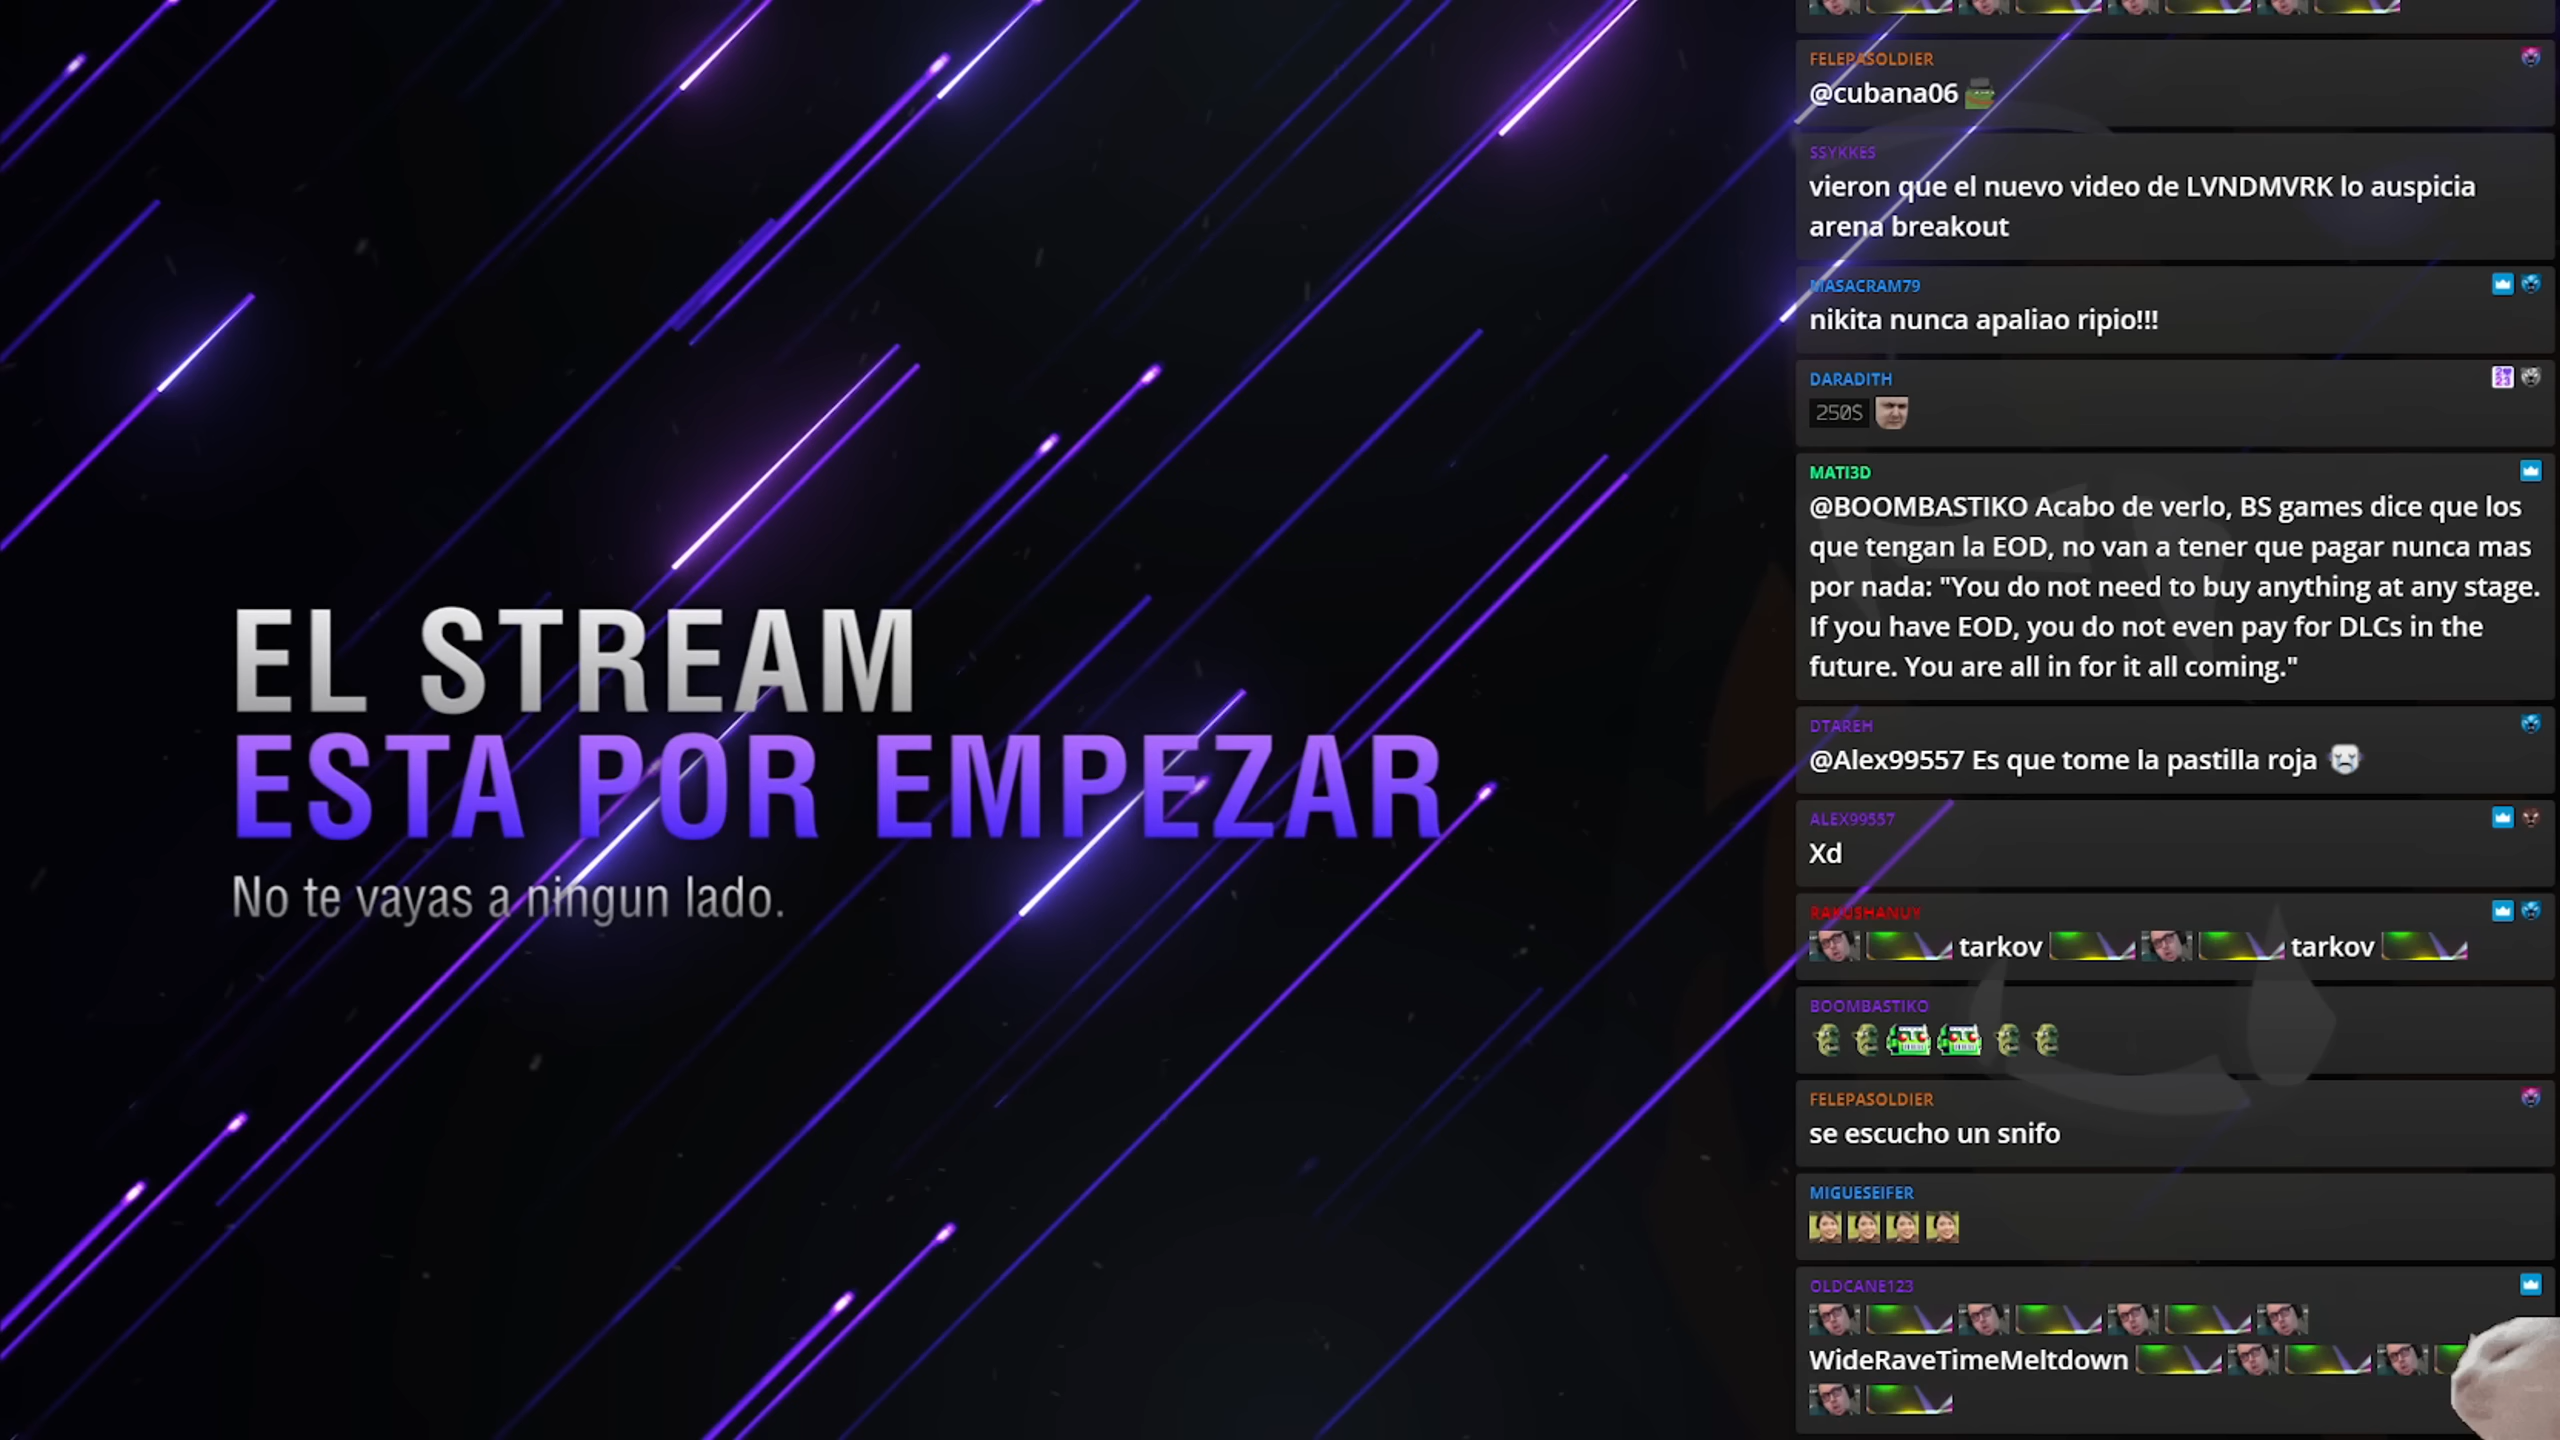 EL STREAM
ESTA POR EMPEZAR
No te vayas a ningun lado.
FELEPASOLDIER
@cubana06
SSYKKES
vieron que el nuevo video de LVNDMVRK lo auspicia
arena breakout
MASACRAM79
nikita nunca apaliao ripio!!!
DARADITH
250$
MATI3D
@BOOMBASTIKO Acabo de verlo, BS games dice que los
que tengan la EOD, no van a tener que pagar nunca mas
por nada: "You do not need to buy anything at any stage.
If you have EOD, you do not even pay for DLCs in the
future. You are all in for it all coming."
DTAREH
@Alex99557 Es que tome la pastilla roja
ALEX99557
Xd
RAKUSHANUY
tarkov tarkov
BOOMBASTIKO
FELEPASOLDIER
se escucho un snifo
MIGUESEIFER
OLDCANE123
WideRaveTimeMeltdown